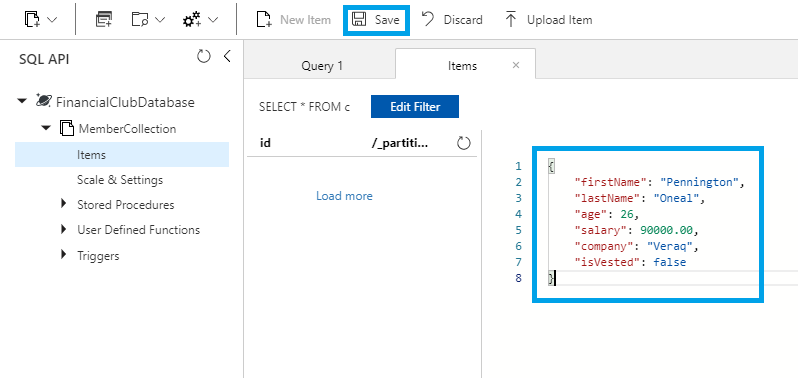 New Item Save Discard Upload Item
SQL API
Query 1 Items
FinancialClubDatabase
MemberCollection
Items
Scale & Settings
Stored Procedures
User Defined Functions
Triggers
SELECT * FROM c Edit Filter
id /_partiti...
Load more
1 {
2 "firstName": "Pennington",
3 "lastName": "Oneal",
4 "age": 26,
5 "salary": 90000.00,
6 "company": "Veraq",
7 "isVested": false
8 }